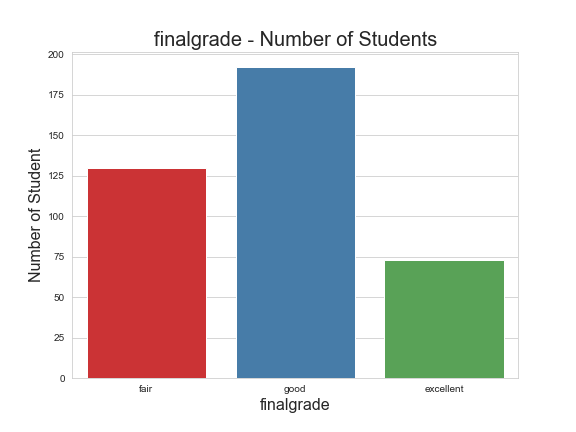 finalgrade - Number of Students
200
175
150
125
100
75
50
25
0
Number of Student
fair good excellent
finalgrade